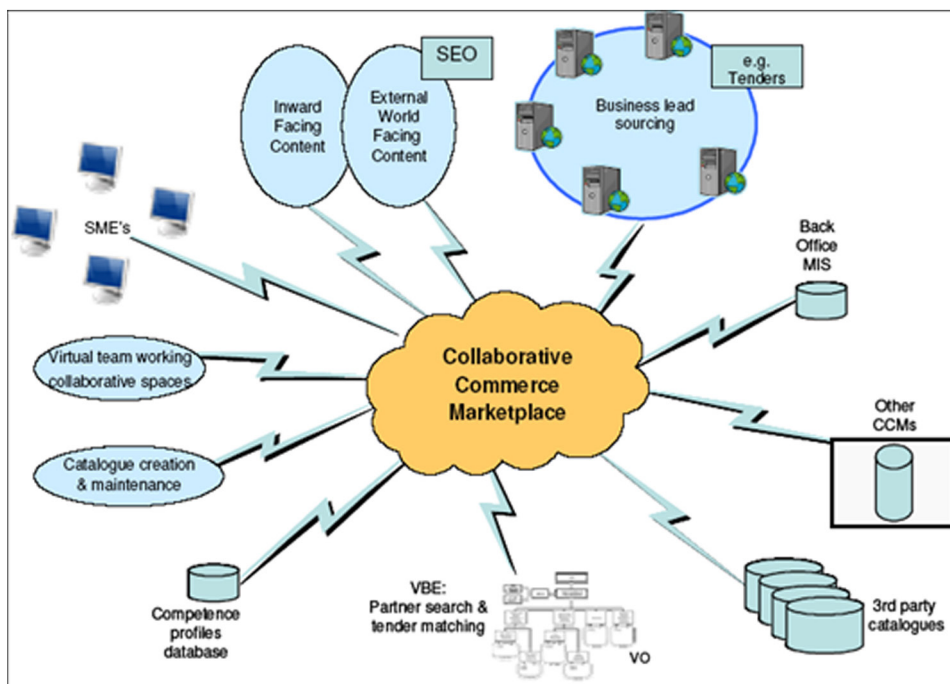 SEO
Inward
Facing
Content
External
World
Facing
Content
e.g.
Tenders
Business lead
sourcing
SME's
Back
Office
MIS
Virtual team working
collaborative spaces
Collaborative
Commerce
Marketplace
Other
CCMs
Catalogue creation
& maintenance
Competence
profiles
database
VBE:
Partner search &
tender matching
VO
3rd party
catalogues